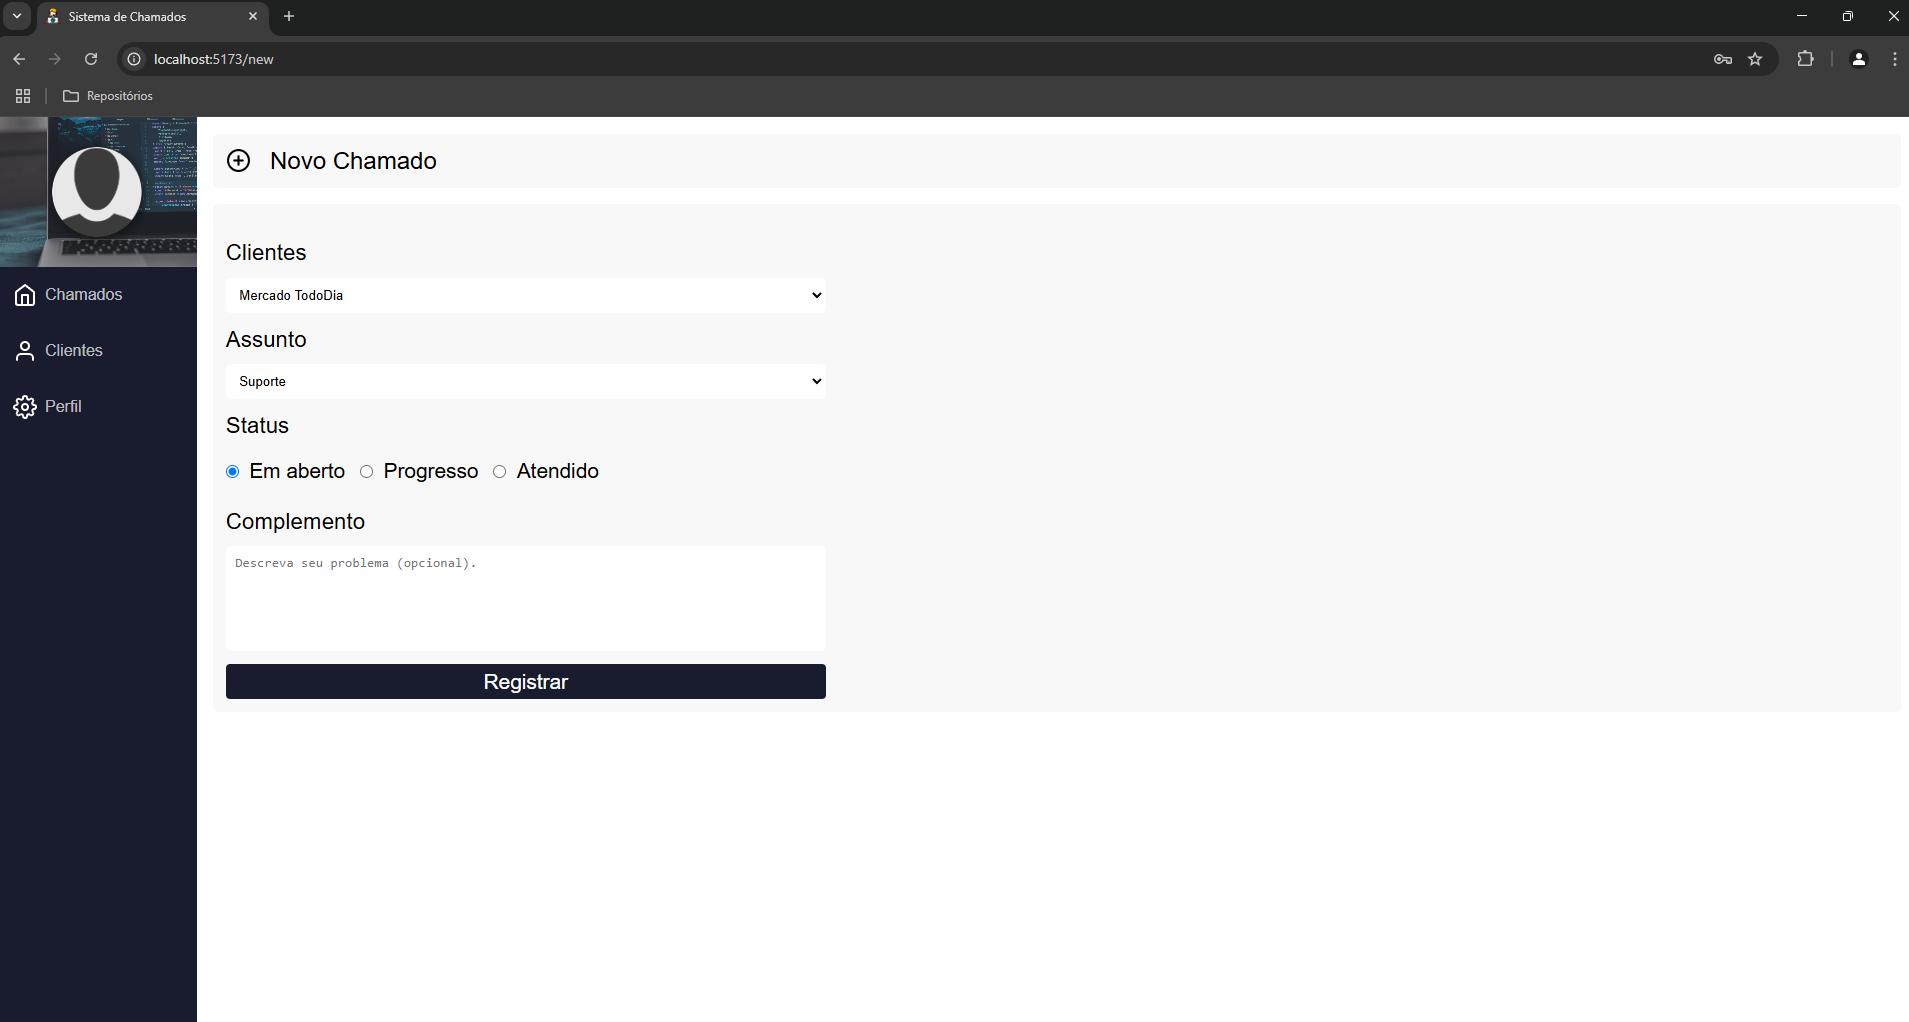 Sistema de Chamados
localhost:5173/new
Repositórios
Novo Chamado
Chamados
Clientes
Perfil
Clientes
Mercado TodoDia
Assunto
Suporte
Status
Em aberto Progresso Atendido
Complemento
Descreva seu problema (opcional).
Registrar